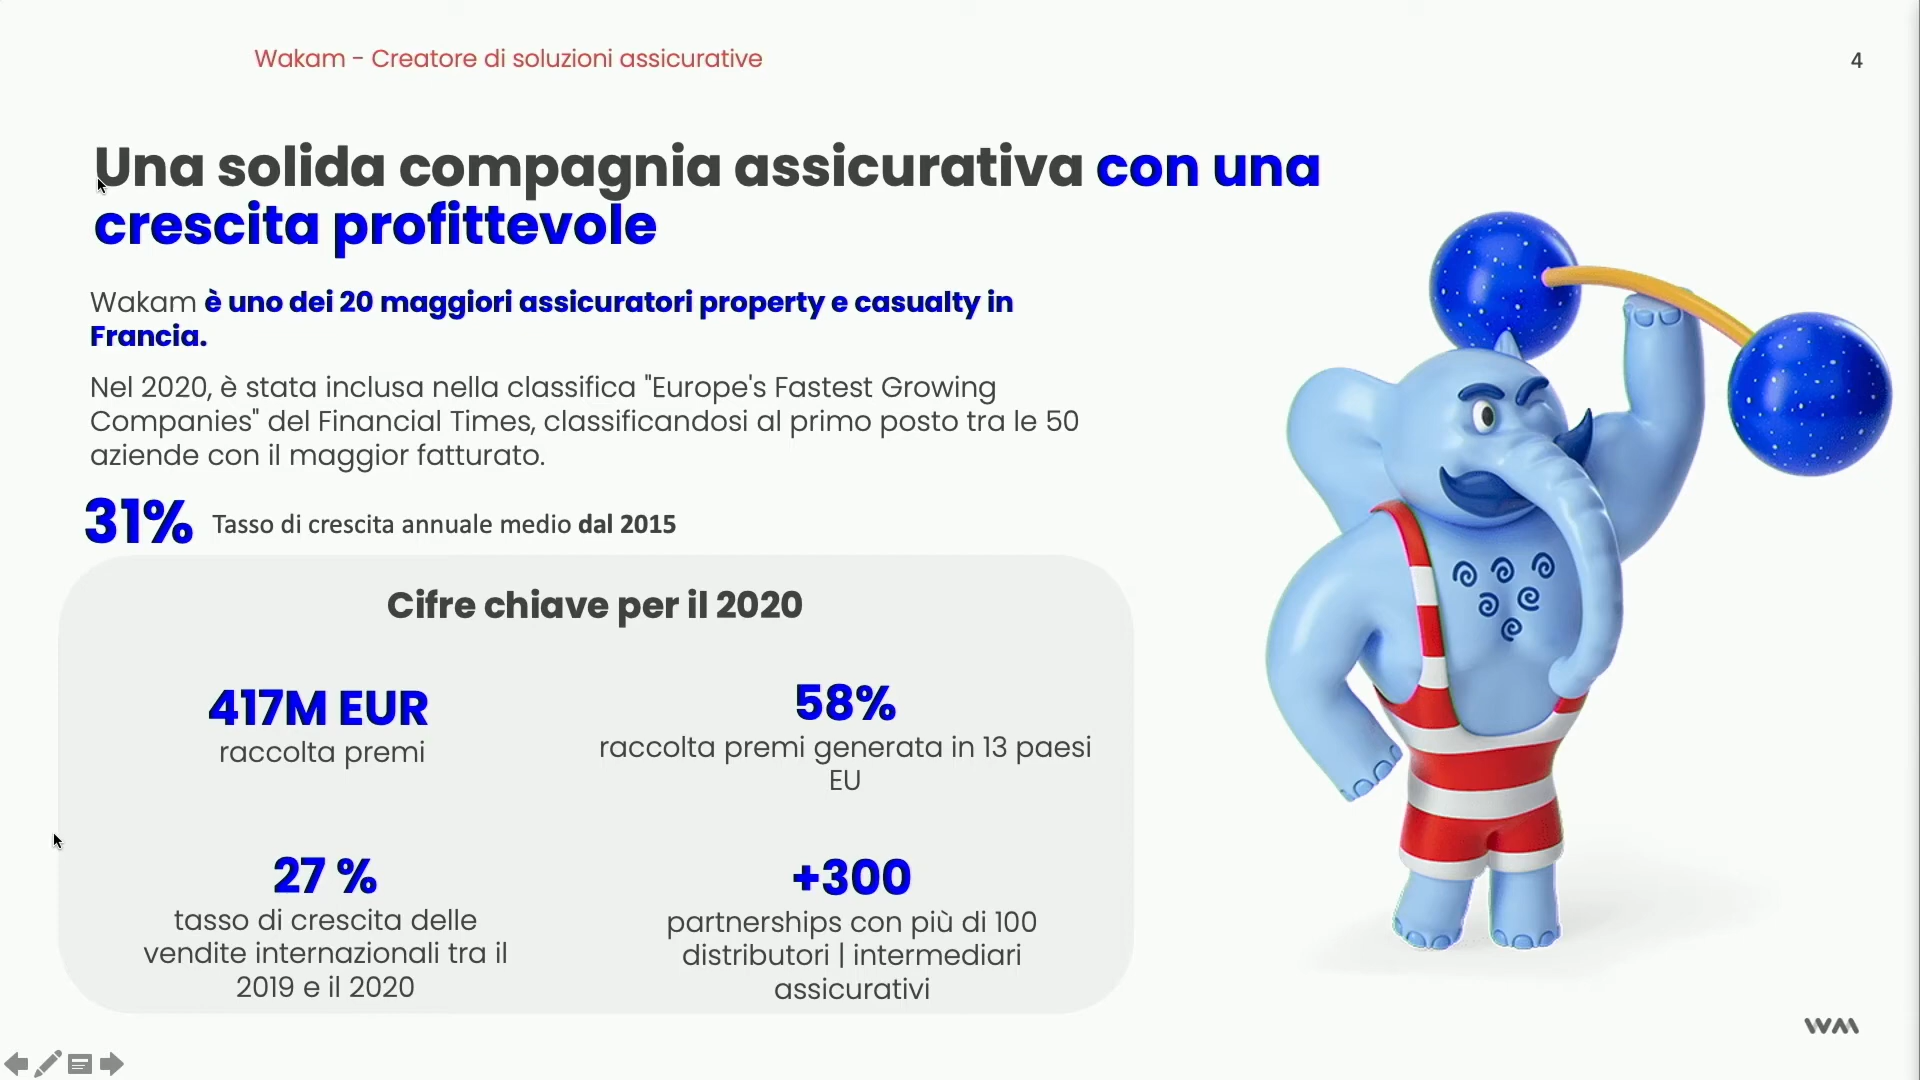 Wakam - Creatore di soluzioni assicurative
4
Una solida compagnia assicurativa con una
crescita profittevole
Wakam è uno dei 20 maggiori assicuratori property e casualty in
Francia.
Nel 2020, è stata inclusa nella classifica "Europe's Fastest Growing
Companies" del Financial Times, classificandosi al primo posto tra le 50
aziende con il maggior fatturato.
31% Tasso di crescita annuale medio dal 2015
Cifre chiave per il 2020
417M EUR
raccolta premi
58%
raccolta premi generata in 13 paesi
EU
27 %
tasso di crescita delle
vendite internazionali tra il
2019 e il 2020
+300
partnerships con più di 100
distributori | intermediari
assicurativi
WM